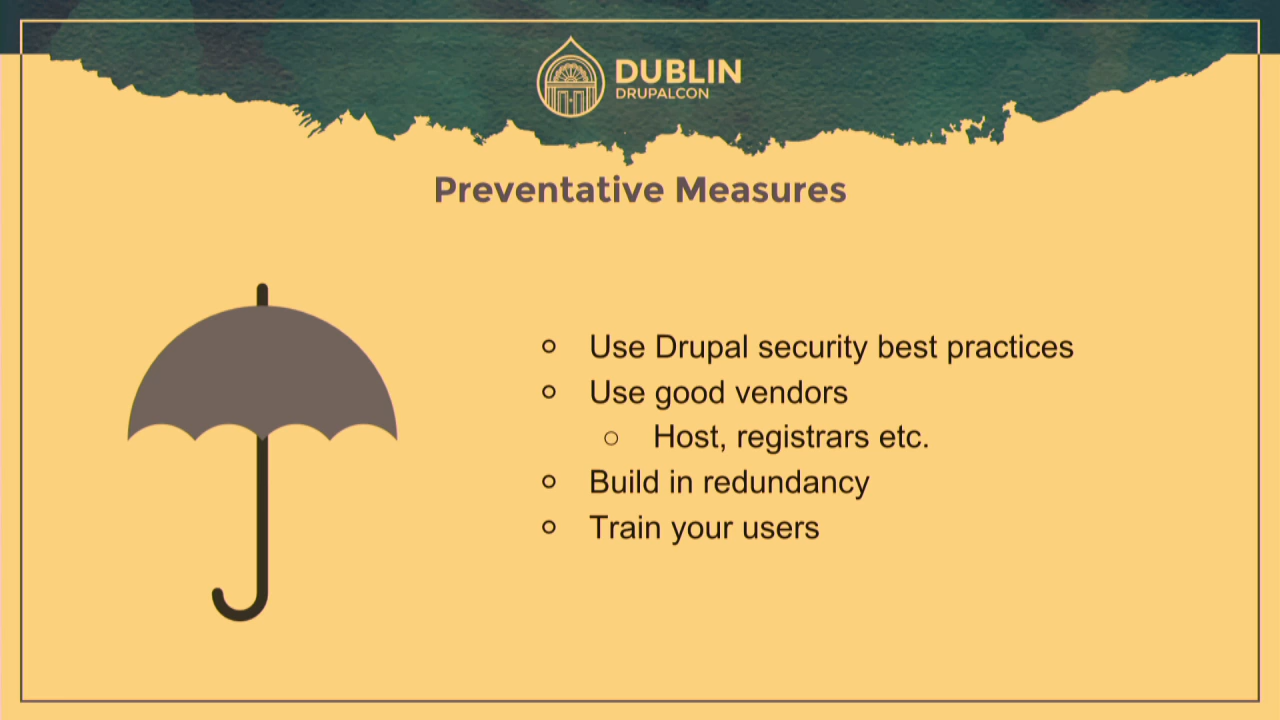 DUBLIN
DRUPALCON
Preventative Measures
Use Drupal security best practices
Use good vendors
Host, registrars etc.
Build in redundancy
Train your users